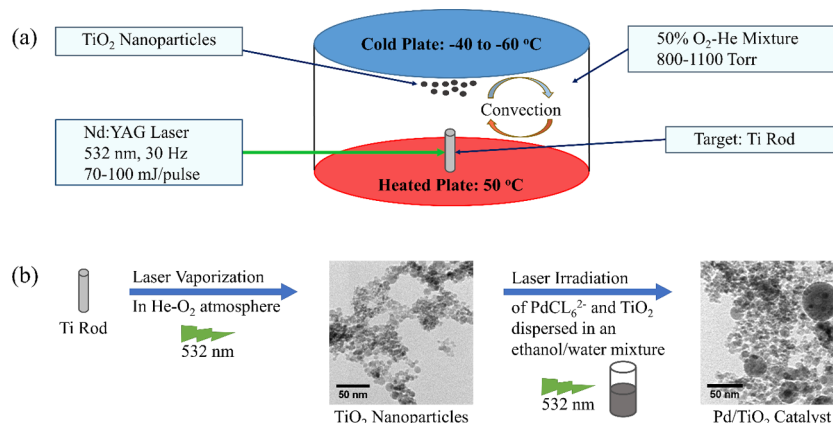 (a)
TiO2 Nanoparticles
Cold Plate: -40 to -60 °C
50% O2-He Mixture
800-1100 Torr
Convection
Nd:YAG Laser
532 nm, 30 Hz
70-100 mJ/pulse
Target: Ti Rod
Heated Plate: 50 °C
(b)
Ti Rod
Laser Vaporization
In He-O2 atmosphere
532 nm
50 nm
TiO2 Nanoparticles
Laser Irradiation
of PdCL6²⁻ and TiO2
dispersed in an
ethanol/water mixture
532 nm
50 nm
Pd/TiO2 Catalyst